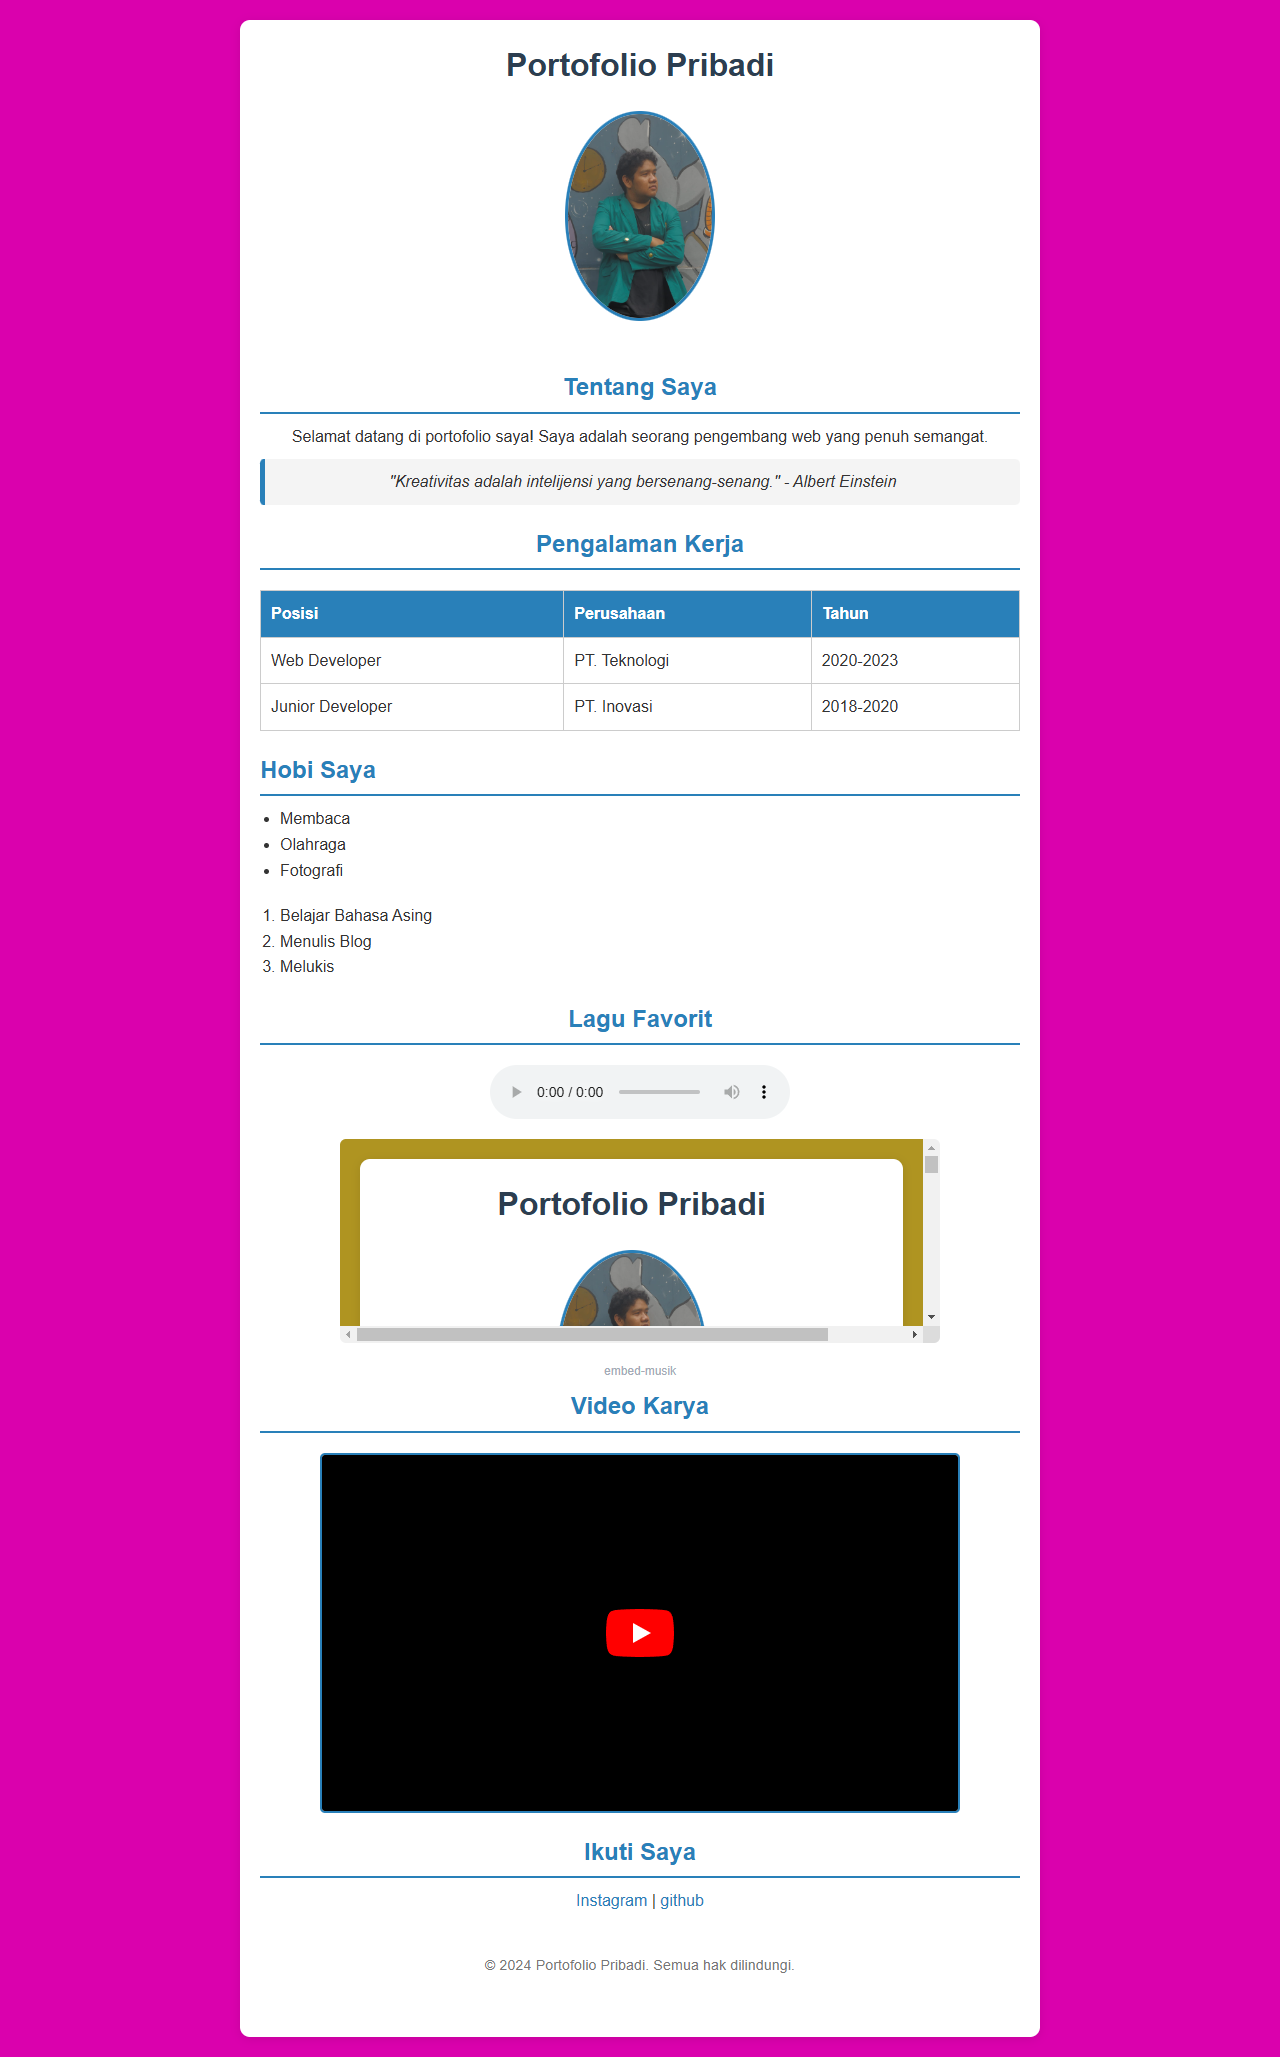 Portofolio Pribadi
Tentang Saya
Selamat datang di portofolio saya! Saya adalah seorang pengembang web yang penuh semangat.
"Kreativitas adalah intelijensi yang bersenang-senang." - Albert Einstein
Pengalaman Kerja
Posisi Perusahaan Tahun
Web Developer PT. Teknologi 2020-2023
Junior Developer PT. Inovasi 2018-2020
Hobi Saya
• Membaca
• Olahraga
• Fotografi
1. Belajar Bahasa Asing
2. Menulis Blog
3. Melukis
Lagu Favorit
0:00 / 0:00
Portofolio Pribadi
embed-musik
Video Karya
Ikuti Saya
Instagram | github
© 2024 Portofolio Pribadi. Semua hak dilindungi.